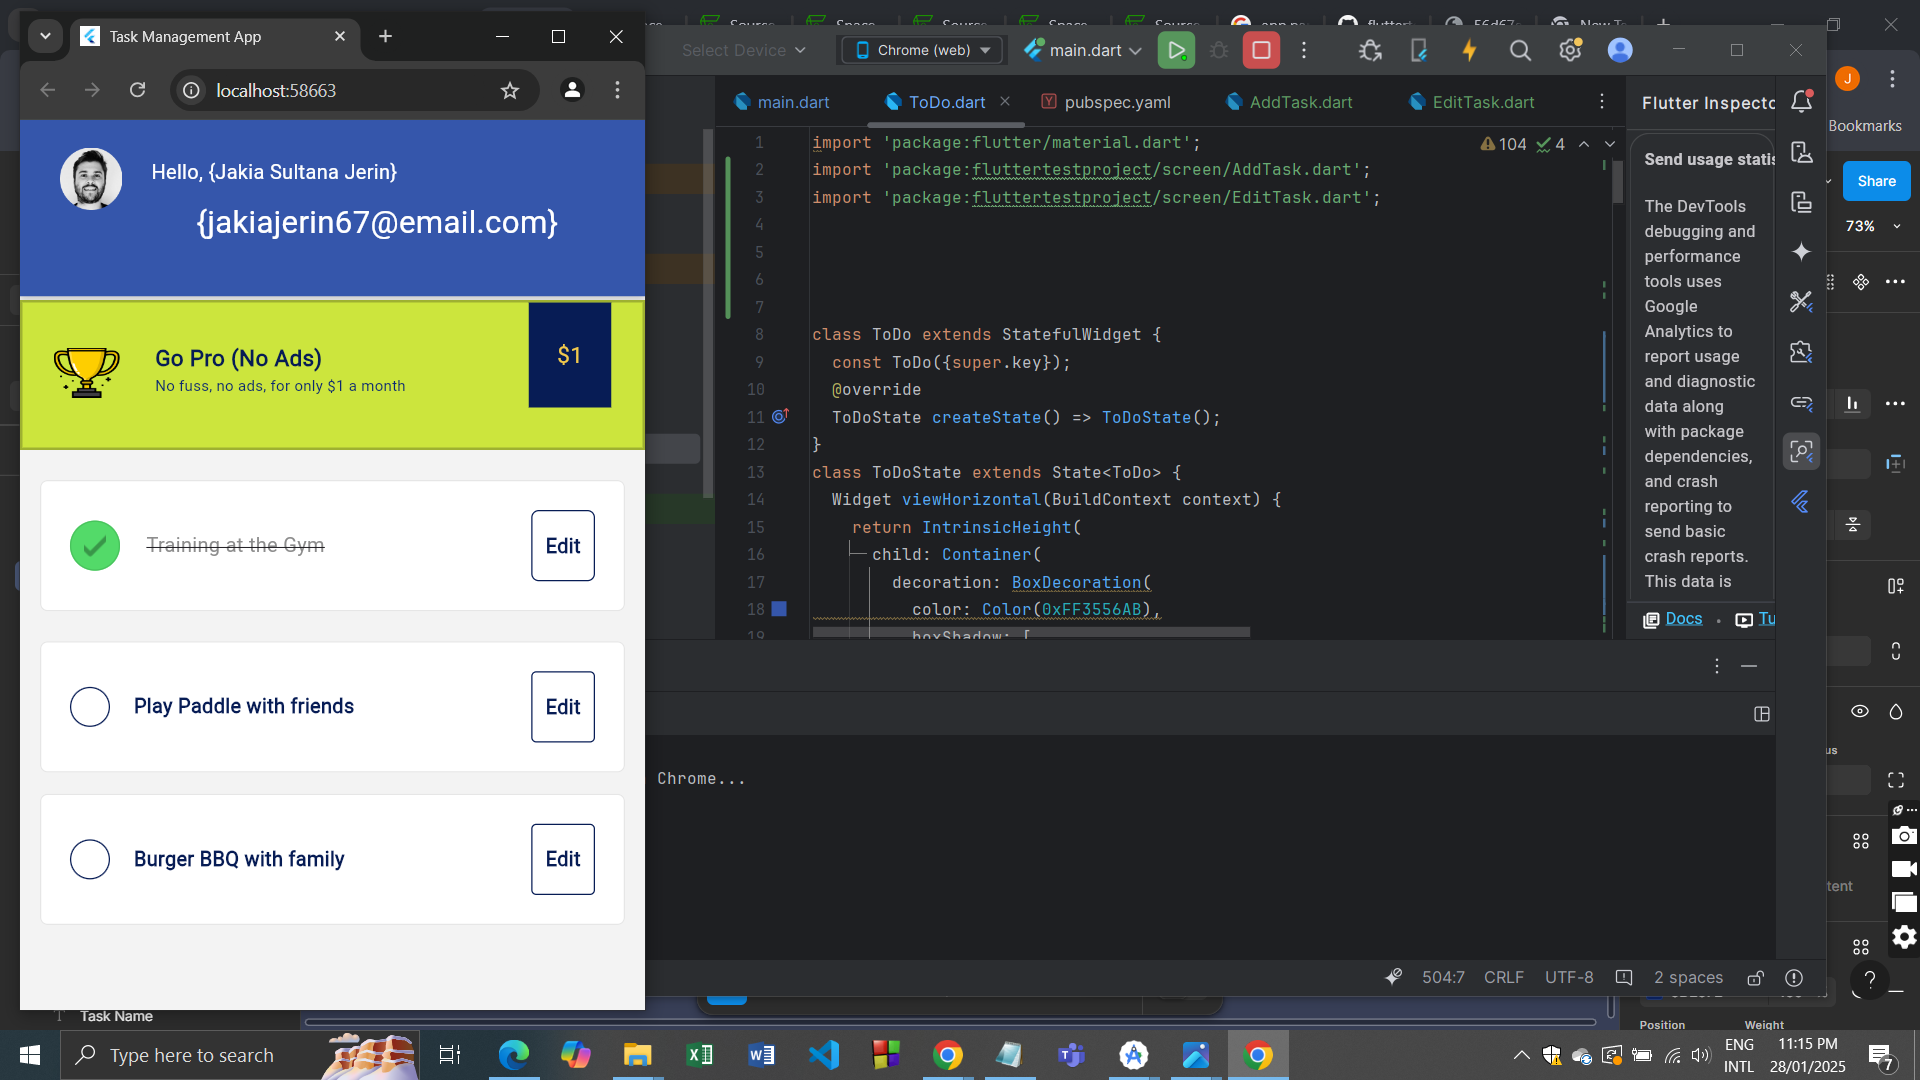 Task Management App
localhost:58663
Hello, {Jakia Sultana Jerin}
{jakiajerin67@email.com}
Go Pro (No Ads)
No fuss, no ads, for only $1 a month
$1
Training at the Gym
Edit
Play Paddle with friends
Edit
Burger BBQ with family
Edit
Task Name
Select Device
Chrome (web)
main.dart
main.dart
ToDo.dart
pubspec.yaml
AddTask.dart
EditTask.dart
104
4
1 import 'package:flutter/material.dart';
2 import 'package:fluttertestproject/screen/AddTask.dart';
3 import 'package:fluttertestproject/screen/EditTask.dart';
4
5
6
7
8 class ToDo extends StatefulWidget {
9 const ToDo({super.key});
10 @override
11 ToDoState createState() => ToDoState();
12 }
13 class ToDoState extends State<ToDo> {
14 Widget viewHorizontal(BuildContext context) {
15 return IntrinsicHeight(
16 child: Container(
17 decoration: BoxDecoration(
18 color: Color(0xFF3556AB),
19 boxShadow: [
Flutter Inspecto
Send usage statis
The DevTools
debugging and
performance
tools uses
Google
Analytics to
report usage
and diagnostic
data along
with package
dependencies,
and crash
reporting to
send basic
crash reports.
This data is
Docs
Tu
Chrome...
504:7
CRLF
UTF-8
2 spaces
J
Bookmarks
Share
73%
us
tent
Position
Weight
Type here to search
ENG
INTL
11:15 PM
28/01/2025
7